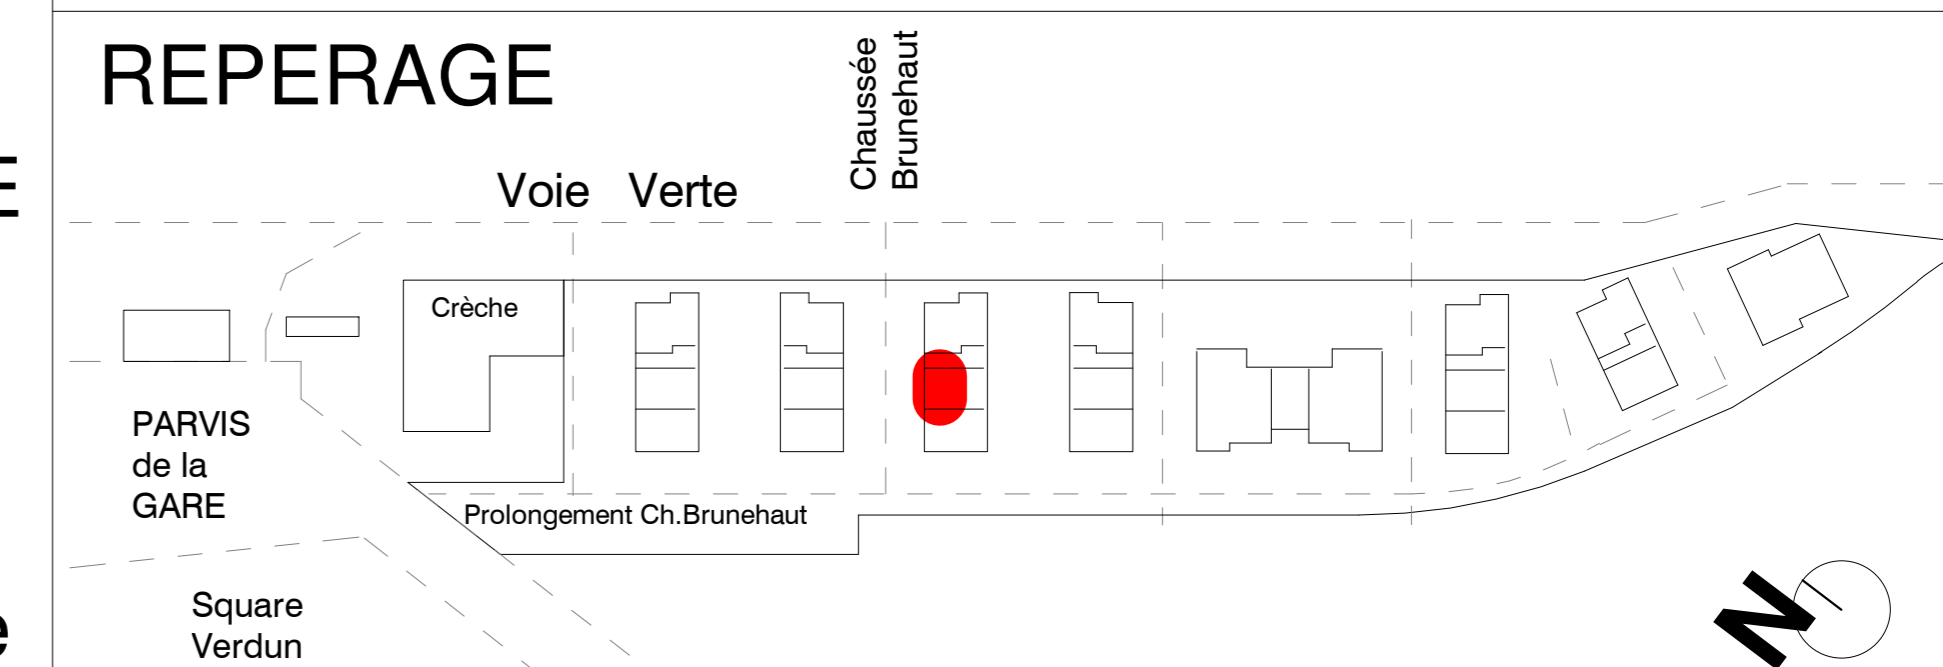 REPERAGE
Chaussée
Brunehaut
Voie Verte
Crèche
PARVIS
de la
GARE
Prolongement Ch.Brunehaut
Square
Verdun
N